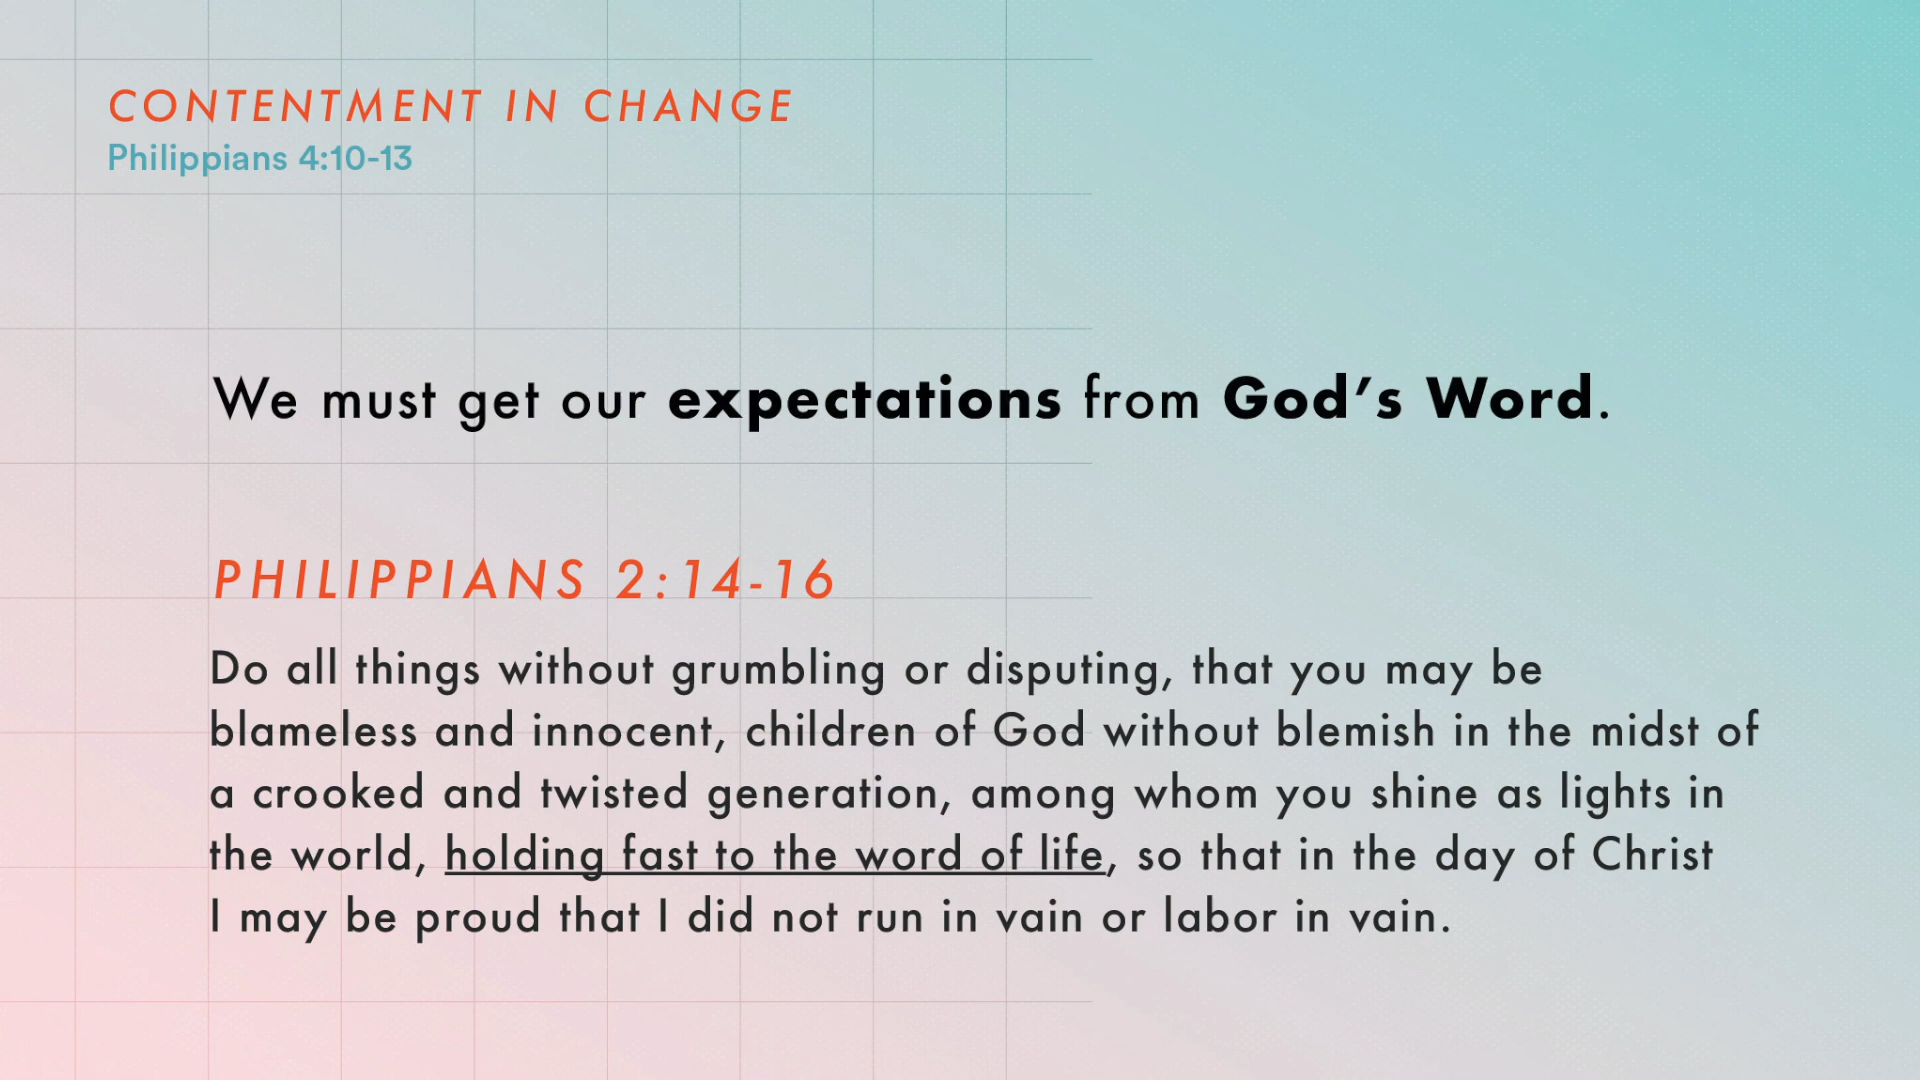 CONTENTMENT IN CHANGE
Philippians 4:10-13
We must get our expectations from God’s Word.
PHILIPPIANS 2:14-16
Do all things without grumbling or disputing, that you may be
blameless and innocent, children of God without blemish in the midst of
a crooked and twisted generation, among whom you shine as lights in
the world, holding fast to the word of life, so that in the day of Christ
I may be proud that I did not run in vain or labor in vain.